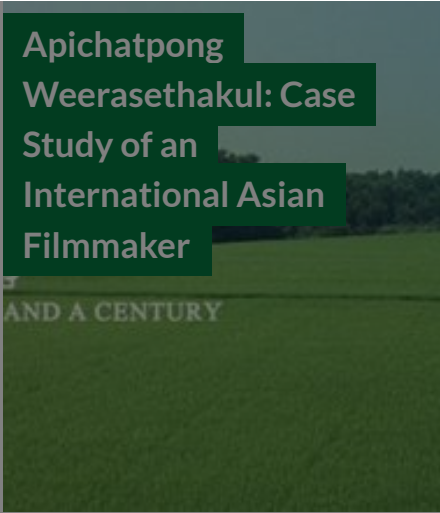 Apichatpong
Weerasethakul: Case
Study of an
International Asian
Filmmaker
AND A CENTURY